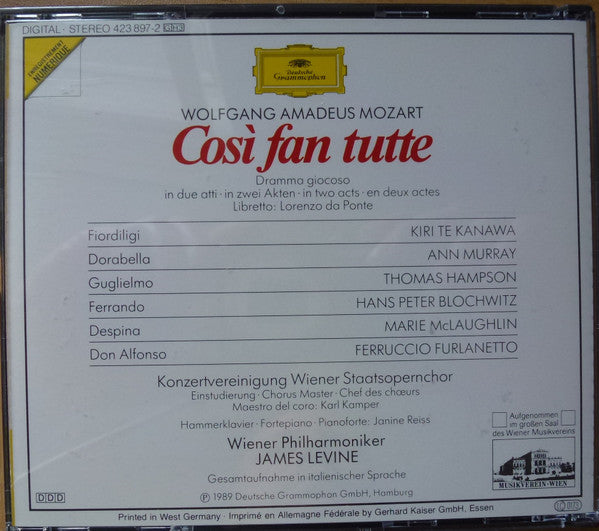 DIGITAL · STEREO 423 897-2 GH3
ENREGISTREMENT
NUMÉRIQUE
Deutsche
Grammophon
WOLFGANG AMADEUS MOZART
Così fan tutte
Dramma giocoso
in due atti · in zwei Akten · in two acts · en deux actes
Libretto: Lorenzo da Ponte
Fiordiligi KIRI TE KANAWA
Dorabella ANN MURRAY
Guglielmo THOMAS HAMPSON
Ferrando HANS PETER BLOCHWITZ
Despina MARIE McLAUGHLIN
Don Alfonso FERRUCCIO FURLANETTO
Konzertvereinigung Wiener Staatsopernchor
Einstudierung · Chorus Master · Chef des chœurs
Maestro del coro: Karl Kamper
Hammerklavier · Fortepiano · Pianoforte: Janine Reiss
Wiener Philharmoniker
JAMES LEVINE
Gesamtaufnahme in italienischer Sprache
℗ 1989 Deutsche Grammophon GmbH, Hamburg
Aufgenommen
im großen Saal
des Wiener Musikvereins
MUSIKVEREIN·WIEN
DDD
Printed in West Germany · Imprimé en Allemagne Fédérale by Gerhard Kaiser GmbH, Essen